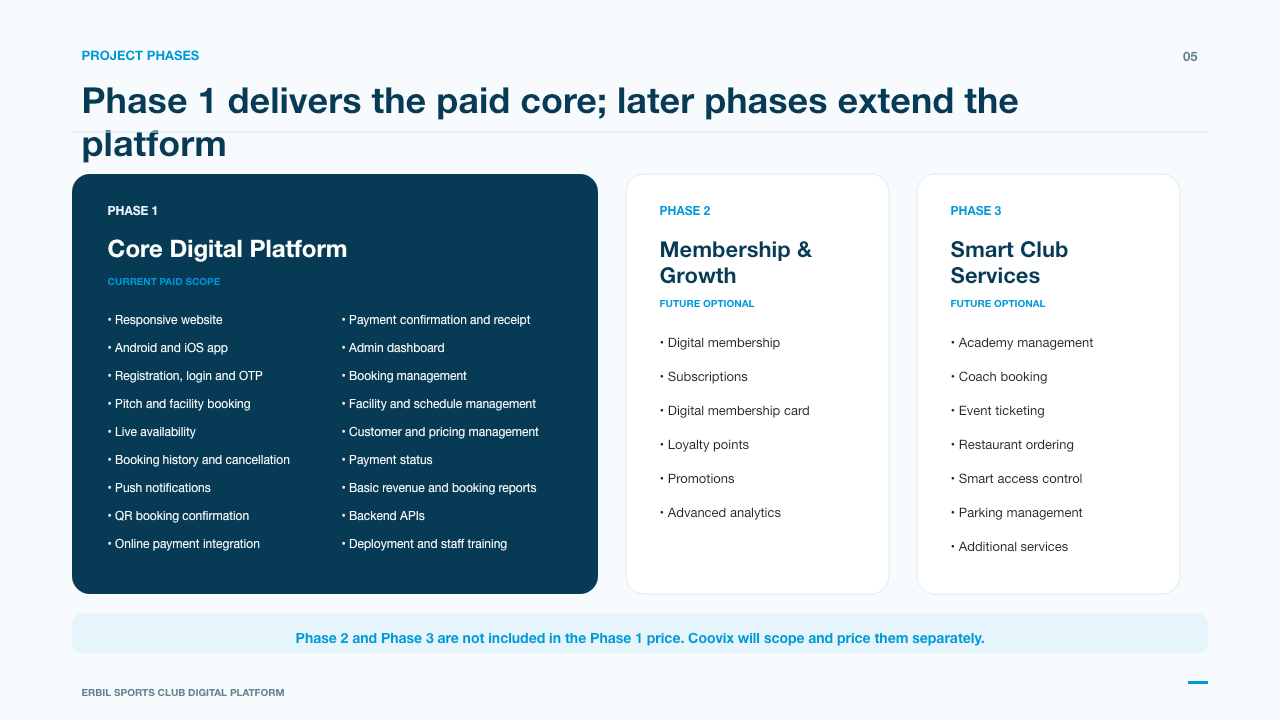 PROJECT PHASES
05
Phase 1 delivers the paid core; later phases extend the
platform
PHASE 1
Core Digital Platform
CURRENT PAID SCOPE
• Responsive website
• Android and iOS app
• Registration, login and OTP
• Pitch and facility booking
• Live availability
• Booking history and cancellation
• Push notifications
• QR booking confirmation
• Online payment integration
• Payment confirmation and receipt
• Admin dashboard
• Booking management
• Facility and schedule management
• Customer and pricing management
• Payment status
• Basic revenue and booking reports
• Backend APIs
• Deployment and staff training
PHASE 2
Membership &
Growth
FUTURE OPTIONAL
• Digital membership
• Subscriptions
• Digital membership card
• Loyalty points
• Promotions
• Advanced analytics
PHASE 3
Smart Club
Services
FUTURE OPTIONAL
• Academy management
• Coach booking
• Event ticketing
• Restaurant ordering
• Smart access control
• Parking management
• Additional services
Phase 2 and Phase 3 are not included in the Phase 1 price. Coovix will scope and price them separately.
ERBIL SPORTS CLUB DIGITAL PLATFORM